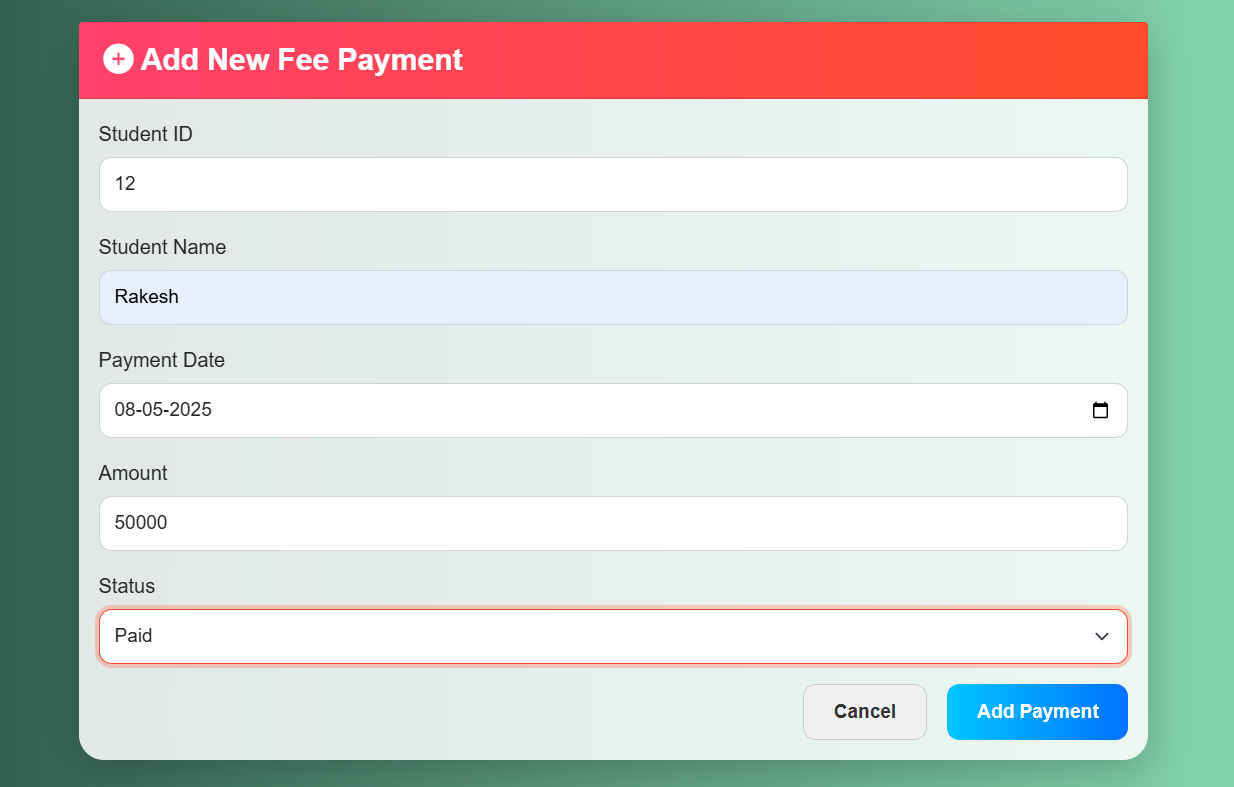 Add New Fee Payment
Student ID
12
Student Name
Rakesh
Payment Date
08-05-2025
Amount
50000
Status
Paid
Cancel
Add Payment